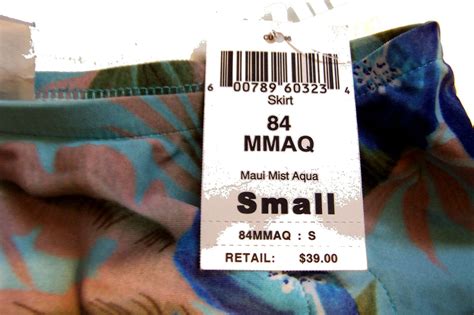 6 00789 60323 4
Skirt
84
MMAQ
Maui Mist Aqua
Small
84MMAQ : S
RETAIL: $39.00